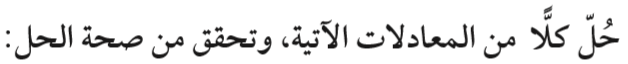 حُلّ كلًّا من المعادلات الآتية، وتحقق من صحة الحل: